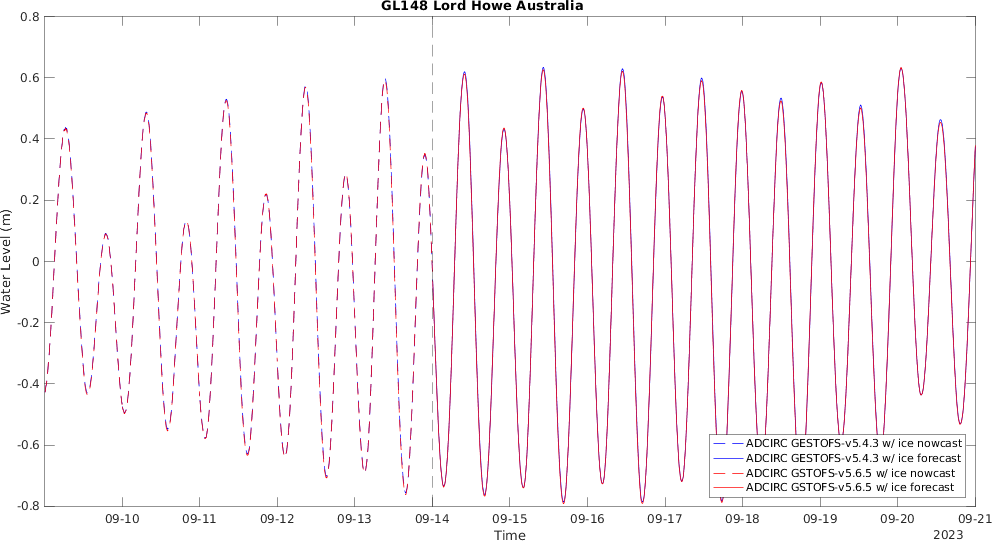 GL148 Lord Howe Australia
0.8
0.6
0.4
0.2
0
-0.2
-0.4
-0.6
-0.8
Water Level (m)
ADCIRC GESTOFS-v5.4.3 w/ ice nowcast
ADCIRC GESTOFS-v5.4.3 w/ ice forecast
ADCIRC GSTOFS-v5.6.5 w/ ice nowcast
ADCIRC GSTOFS-v5.6.5 w/ ice forecast
09-10 09-11 09-12 09-13 09-14 09-15 09-16 09-17 09-18 09-19 09-20 09-21
Time
2023